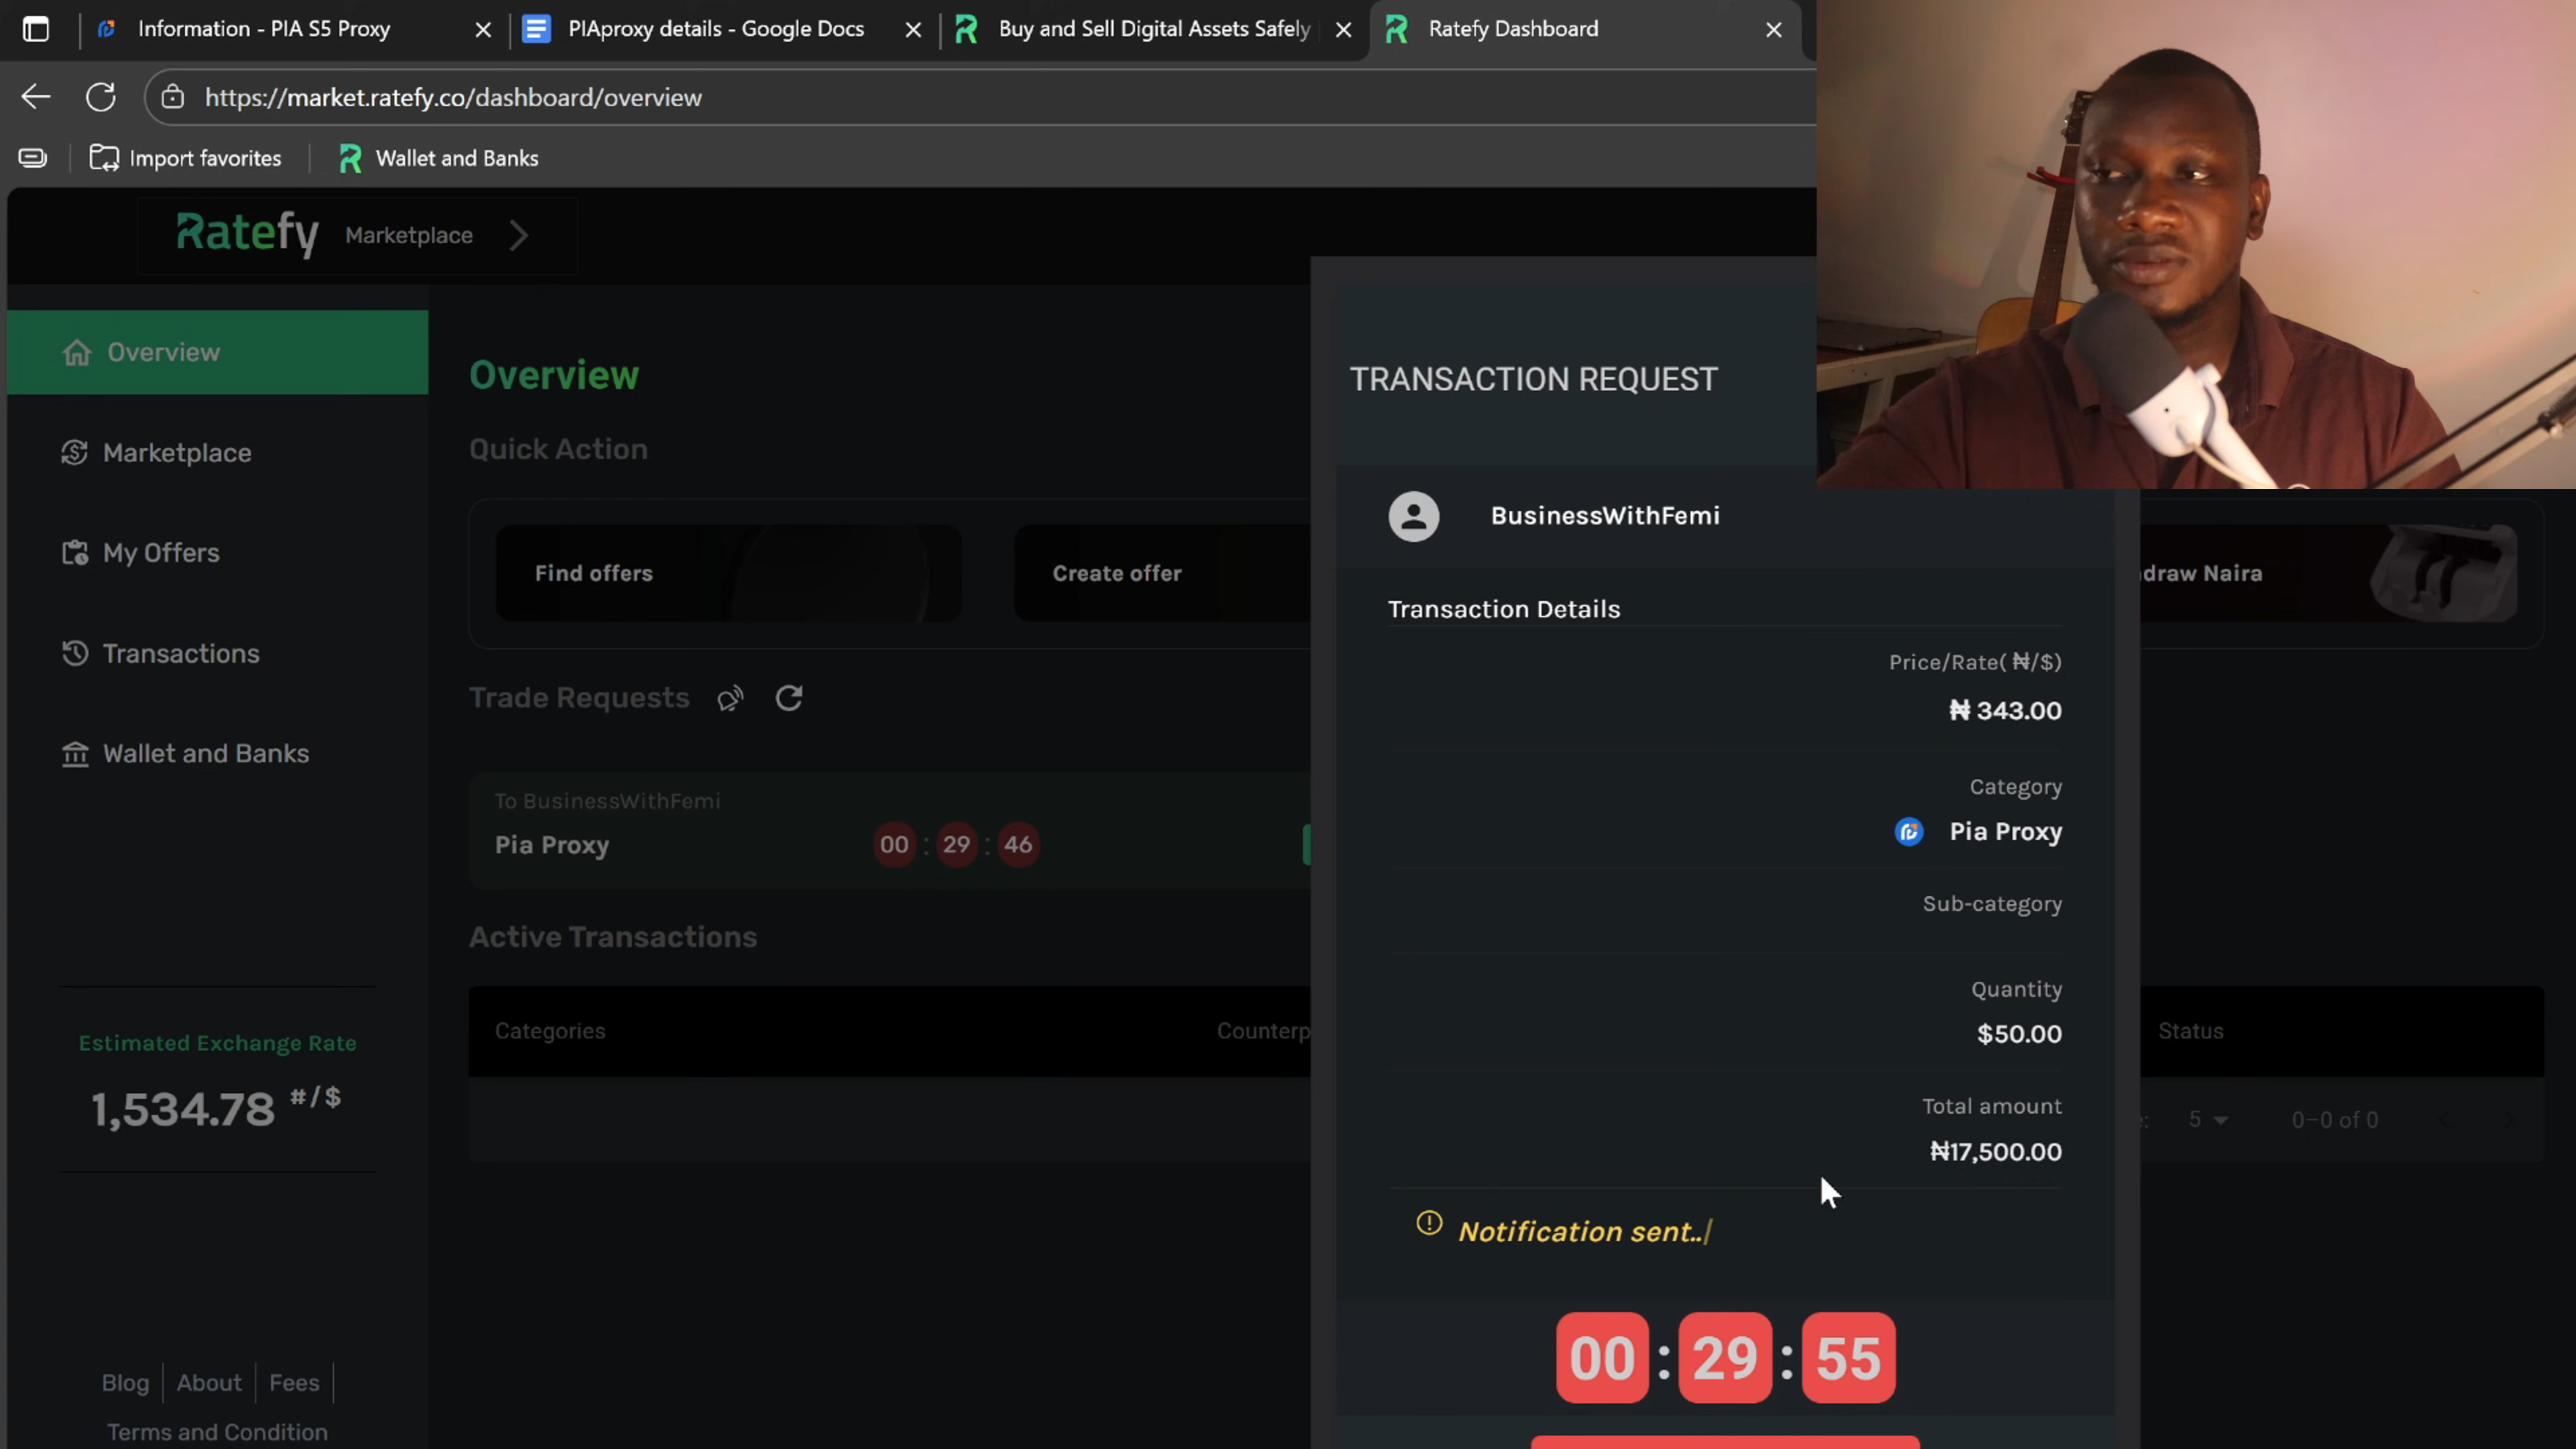 Information - PIA S5 Proxy
PIAproxy details - Google Docs
Buy and Sell Digital Assets Safely
Ratefy Dashboard
https://market.ratefy.co/dashboard/overview
Import favorites
Wallet and Banks
Ratefy
Marketplace
Overview
Marketplace
My Offers
Transactions
Wallet and Banks
Estimated Exchange Rate
1,534.78 #/$
Blog
About
Fees
Terms and Condition
Overview
Quick Action
Find offers
Create offer
draw Naira
Trade Requests
To BusinessWithFemi
Pia Proxy
00 : 29 : 46
Active Transactions
Categories
Counterp
Status
5
0–0 of 0
TRANSACTION REQUEST
BusinessWithFemi
Transaction Details
Price/Rate( ₦/$)
₦ 343.00
Category
Pia Proxy
Sub-category
Quantity
$50.00
Total amount
₦17,500.00
Notification sent..
00 : 29 : 55